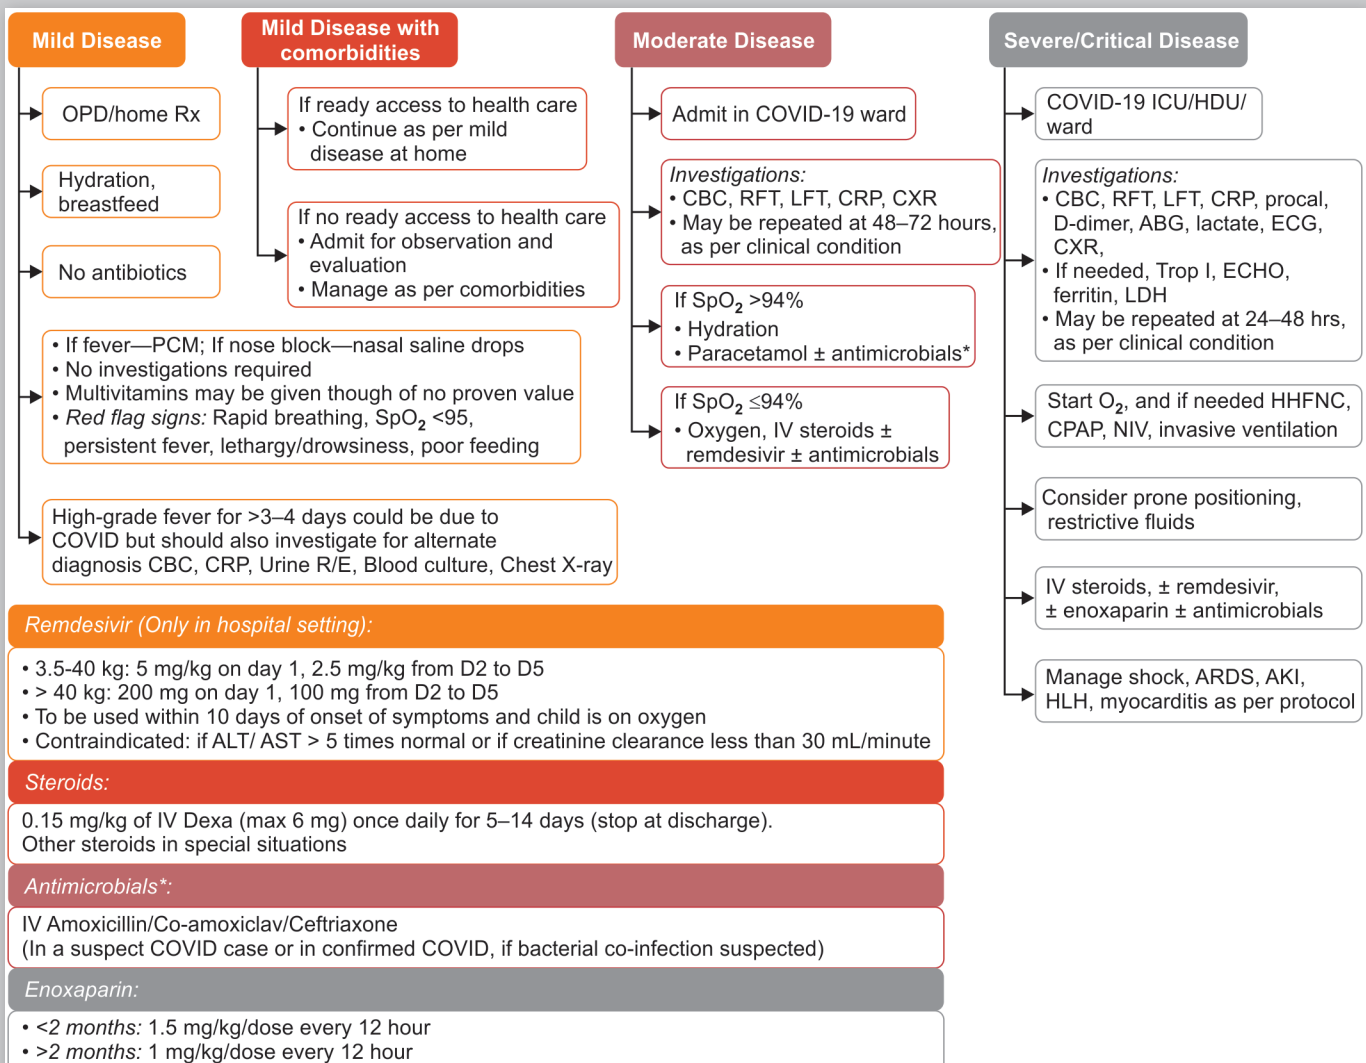 Mild Disease
OPD/home Rx
Hydration,
breastfeed
No antibiotics
• If fever—PCM; If nose block—nasal saline drops
• No investigations required
• Multivitamins may be given though of no proven value
• Red flag signs: Rapid breathing, SpO₂ <95,
persistent fever, lethargy/drowsiness, poor feeding
High-grade fever for >3–4 days could be due to
COVID but should also investigate for alternate
diagnosis CBC, CRP, Urine R/E, Blood culture, Chest X-ray
Mild Disease with
comorbidities
If ready access to health care
• Continue as per mild
disease at home
If no ready access to health care
• Admit for observation and
evaluation
• Manage as per comorbidities
Moderate Disease
Admit in COVID-19 ward
Investigations:
• CBC, RFT, LFT, CRP, CXR
• May be repeated at 48–72 hours,
as per clinical condition
If SpO₂ >94%
• Hydration
• Paracetamol ± antimicrobials*
If SpO₂ ≤94%
• Oxygen, IV steroids ±
remdesivir ± antimicrobials
Severe/Critical Disease
COVID-19 ICU/HDU/
ward
Investigations:
• CBC, RFT, LFT, CRP, procal,
D-dimer, ABG, lactate, ECG,
CXR,
• If needed, Trop I, ECHO,
ferritin, LDH
• May be repeated at 24–48 hrs,
as per clinical condition
Start O₂, and if needed HHFNC,
CPAP, NIV, invasive ventilation
Consider prone positioning,
restrictive fluids
IV steroids, ± remdesivir,
± enoxaparin ± antimicrobials
Manage shock, ARDS, AKI,
HLH, myocarditis as per protocol
Remdesivir (Only in hospital setting):
• 3.5-40 kg: 5 mg/kg on day 1, 2.5 mg/kg from D2 to D5
• > 40 kg: 200 mg on day 1, 100 mg from D2 to D5
• To be used within 10 days of onset of symptoms and child is on oxygen
• Contraindicated: if ALT/ AST > 5 times normal or if creatinine clearance less than 30 mL/minute
Steroids:
0.15 mg/kg of IV Dexa (max 6 mg) once daily for 5–14 days (stop at discharge).
Other steroids in special situations
Antimicrobials*:
IV Amoxicillin/Co-amoxiclav/Ceftriaxone
(In a suspect COVID case or in confirmed COVID, if bacterial co-infection suspected)
Enoxaparin:
• <2 months: 1.5 mg/kg/dose every 12 hour
• >2 months: 1 mg/kg/dose every 12 hour